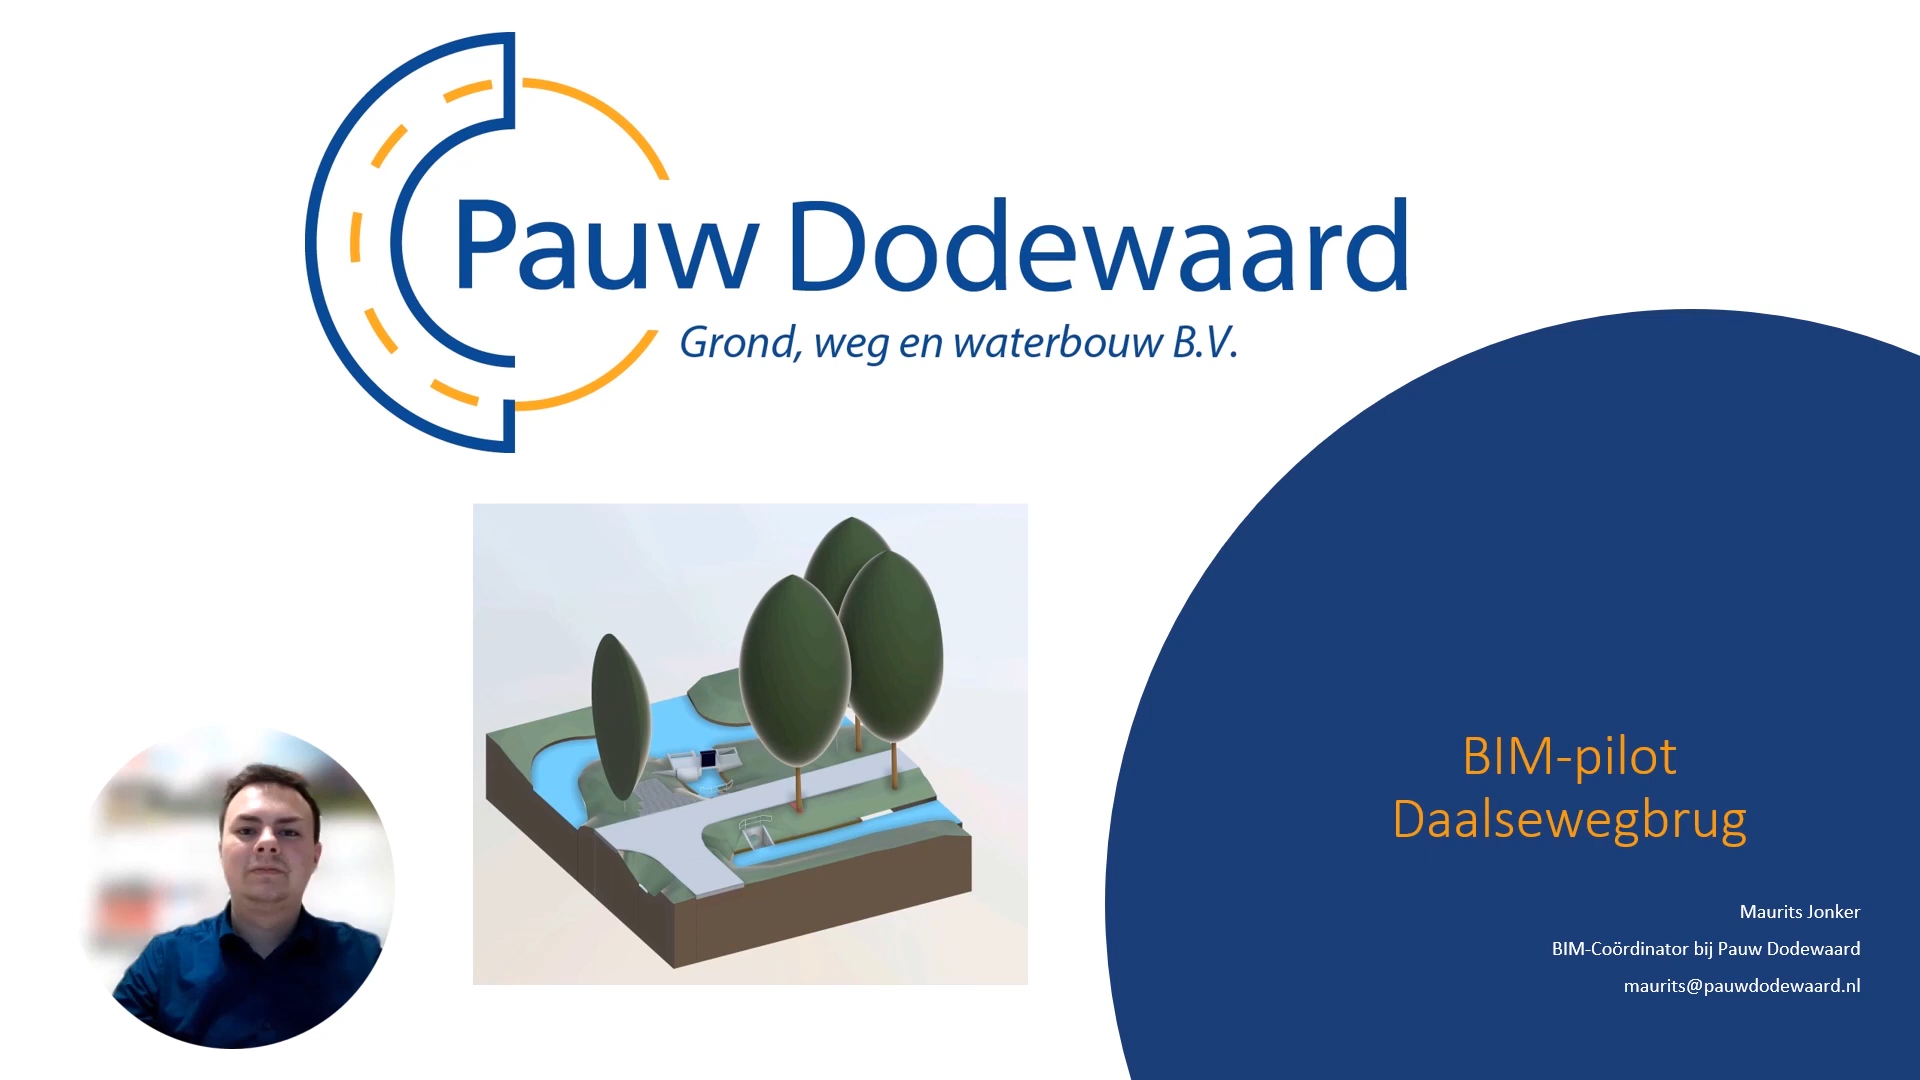 Pauw Dodewaard
Grond, weg en waterbouw B.V.
BIM-pilot
Daalsewegbrug
Maurits Jonker
BIM-Coördinator bij Pauw Dodewaard
maurits@pauwdodewaard.nl